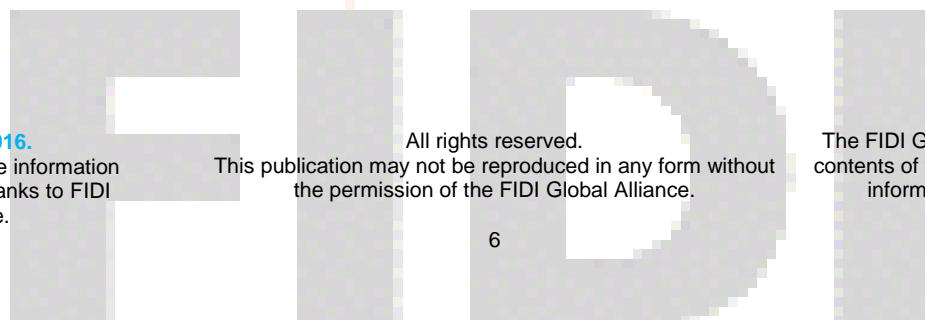 016.
e information
anks to FIDI
e.
All rights reserved.
This publication may not be reproduced in any form without
the permission of the FIDI Global Alliance.
6
The FIDI G
contents of
inform
FIDI